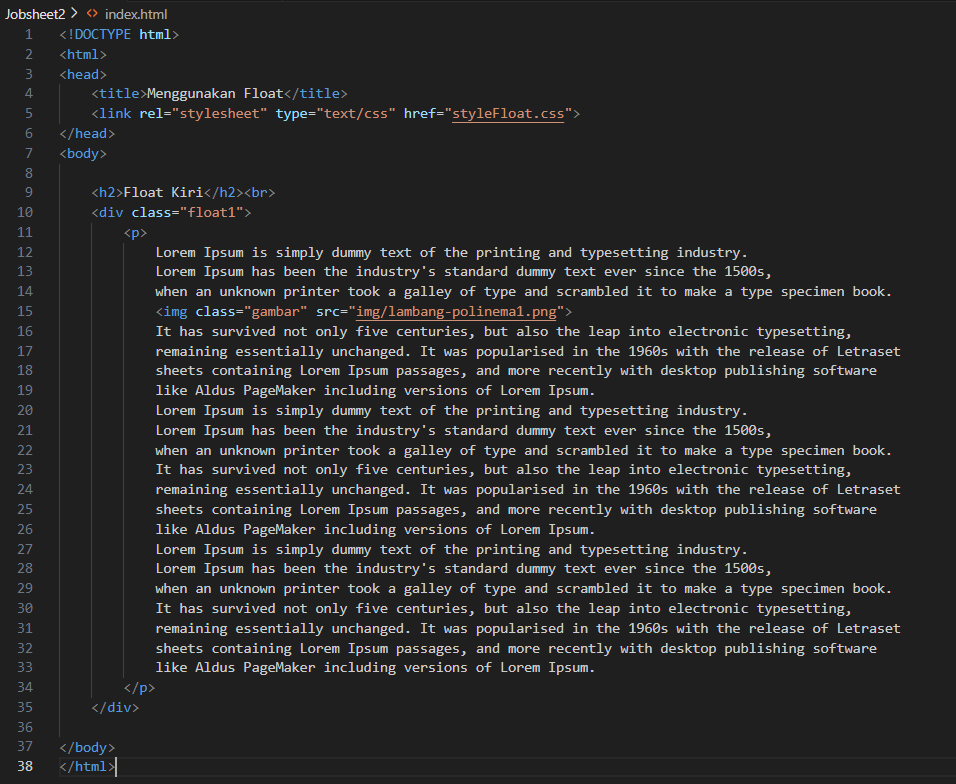 Jobsheet2 > <> index.html
1 <!DOCTYPE html>
2 <html>
3 <head>
4 <title>Menggunakan Float</title>
5 <link rel="stylesheet" type="text/css" href="styleFloat.css">
6 </head>
7 <body>
8
9 <h2>Float Kiri</h2><br>
10 <div class="float1">
11 <p>
12 Lorem Ipsum is simply dummy text of the printing and typesetting industry.
13 Lorem Ipsum has been the industry's standard dummy text ever since the 1500s,
14 when an unknown printer took a galley of type and scrambled it to make a type specimen book.
15 <img class="gambar" src="img/lambang-polinema1.png">
16 It has survived not only five centuries, but also the leap into electronic typesetting,
17 remaining essentially unchanged. It was popularised in the 1960s with the release of Letraset
18 sheets containing Lorem Ipsum passages, and more recently with desktop publishing software
19 like Aldus PageMaker including versions of Lorem Ipsum.
20 Lorem Ipsum is simply dummy text of the printing and typesetting industry.
21 Lorem Ipsum has been the industry's standard dummy text ever since the 1500s,
22 when an unknown printer took a galley of type and scrambled it to make a type specimen book.
23 It has survived not only five centuries, but also the leap into electronic typesetting,
24 remaining essentially unchanged. It was popularised in the 1960s with the release of Letraset
25 sheets containing Lorem Ipsum passages, and more recently with desktop publishing software
26 like Aldus PageMaker including versions of Lorem Ipsum.
27 Lorem Ipsum is simply dummy text of the printing and typesetting industry.
28 Lorem Ipsum has been the industry's standard dummy text ever since the 1500s,
29 when an unknown printer took a galley of type and scrambled it to make a type specimen book.
30 It has survived not only five centuries, but also the leap into electronic typesetting,
31 remaining essentially unchanged. It was popularised in the 1960s with the release of Letraset
32 sheets containing Lorem Ipsum passages, and more recently with desktop publishing software
33 like Aldus PageMaker including versions of Lorem Ipsum.
34 </p>
35 </div>
36
37 </body>
38 </html>